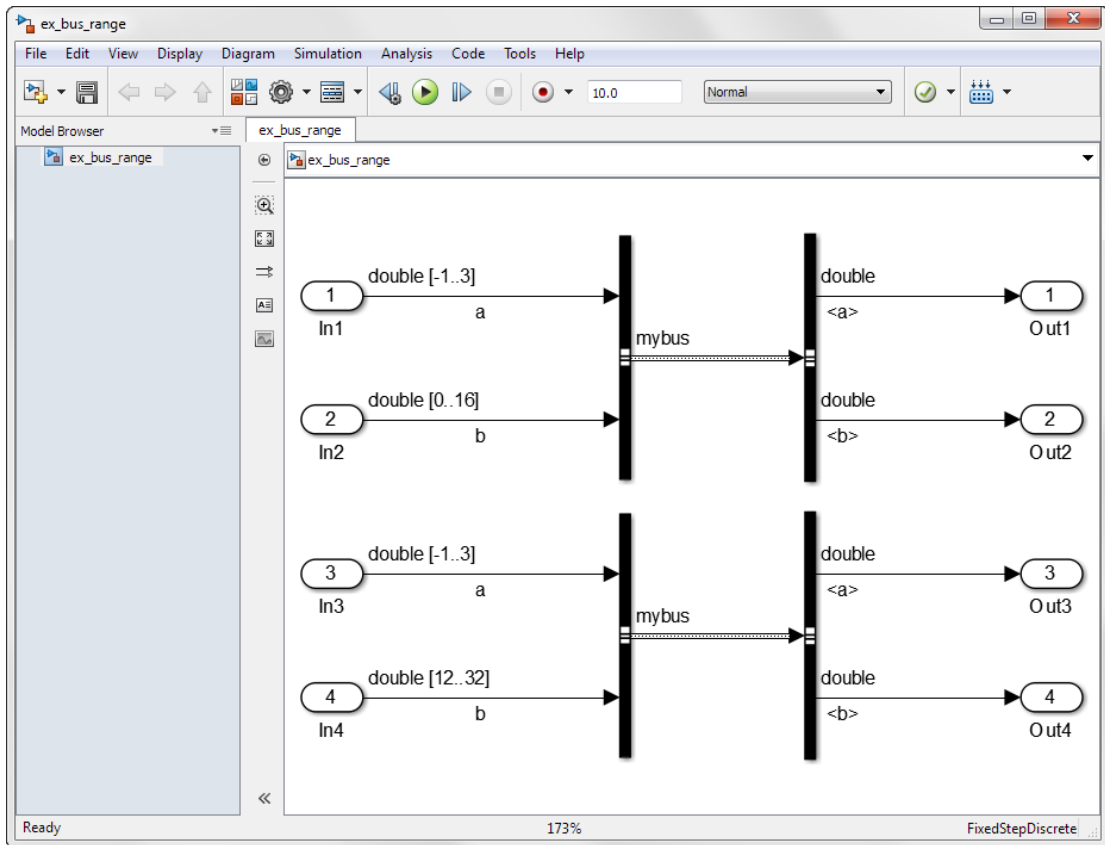 ex_bus_range
File Edit View Display Diagram Simulation Analysis Code Tools Help
10.0 Normal
Model Browser
ex_bus_range
ex_bus_range
ex_bus_range
double [-1..3]
1
a
In1
double [0..16]
2
b
In2
mybus
double
<a>
1
Out1
double
<b>
2
Out2
double [-1..3]
3
a
In3
double [12..32]
4
b
In4
mybus
double
<a>
3
Out3
double
<b>
4
Out4
Ready 173% FixedStepDiscrete